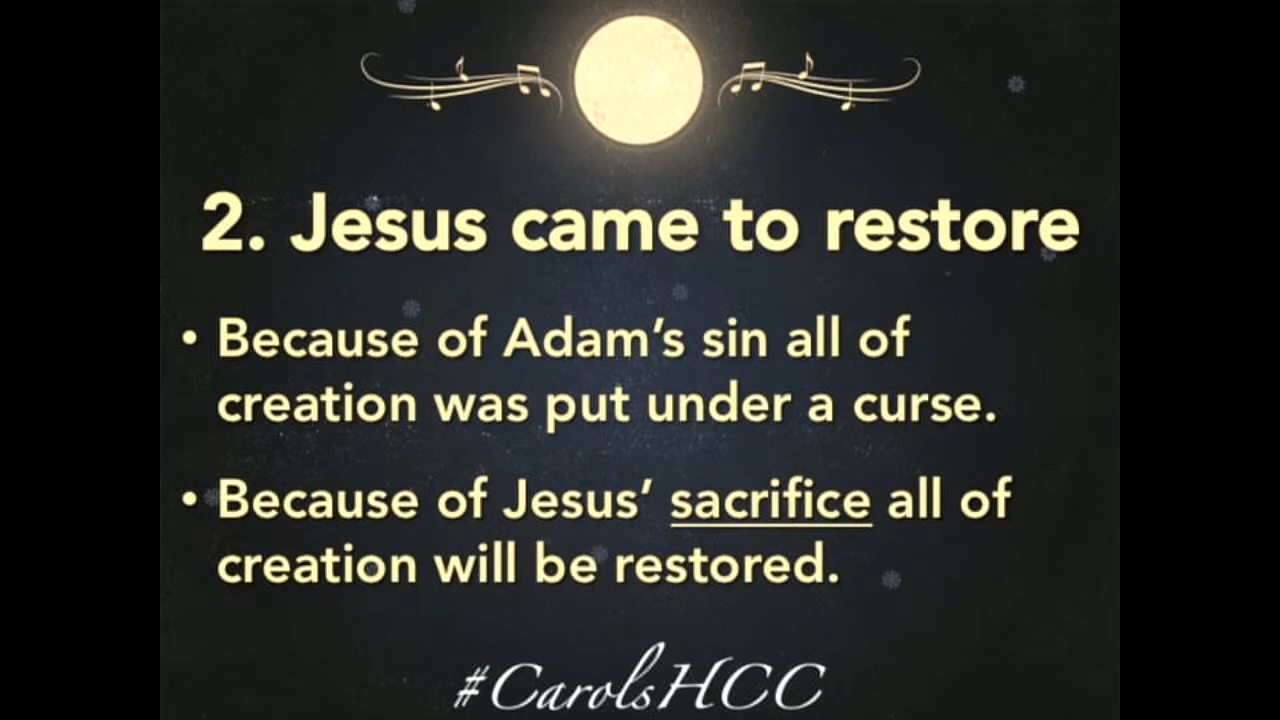 2. Jesus came to restore
• Because of Adam’s sin all of
creation was put under a curse.
• Because of Jesus’ sacrifice all of
creation will be restored.
#CarolsHCC